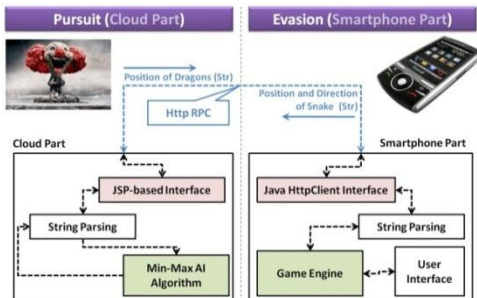 Pursuit (Cloud Part)
Evasion (Smartphone Part)
Position of Dragons (Str)
Position and Direction
of Snake (Str)
Http RPC
Cloud Part
Smartphone Part
JSP-based Interface
String Parsing
Min-Max AI
Algorithm
Java HttpClient Interface
String Parsing
Game Engine
User
Interface